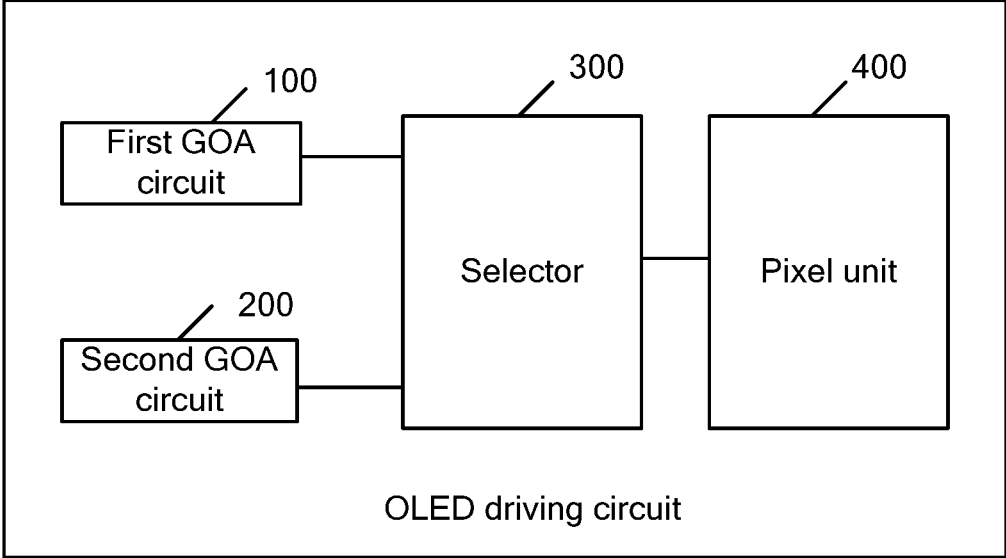 100
First GOA
circuit
200
Second GOA
circuit
300
Selector
400
Pixel unit
OLED driving circuit